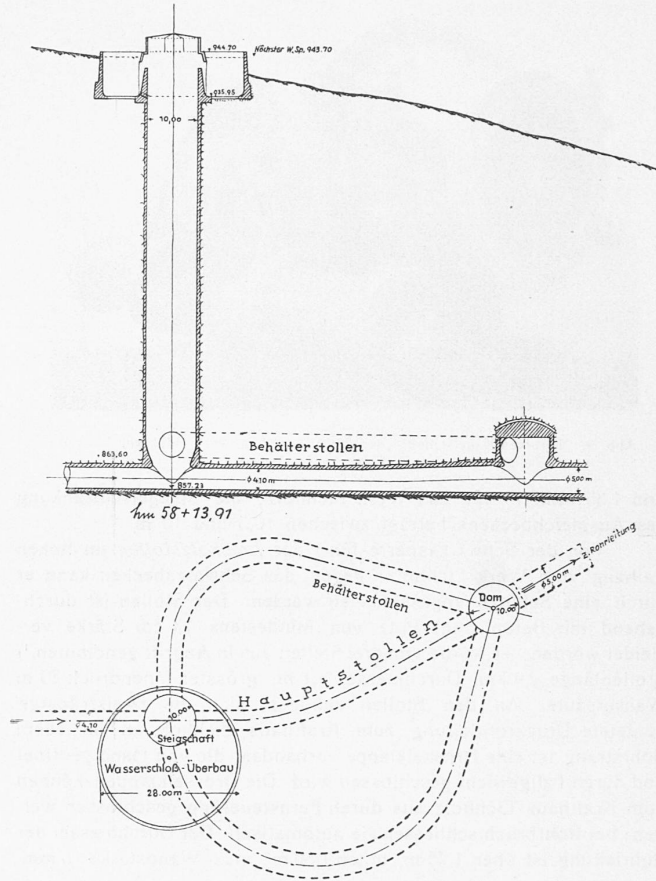 944.70
Höchster W.Sp. 943.70
935.95
10,00
Behälterstollen
+863,60
857.23
ф 4,10 m
ф 5,00 m
hm 58 + 13,91
z. Rohrleitung
65.00 m
Dom
10.00
Behälterstollen
Hauptstollen
ф 4,10
10.00
Steigschaft
Wasserschloß-Überbau
28.00 m